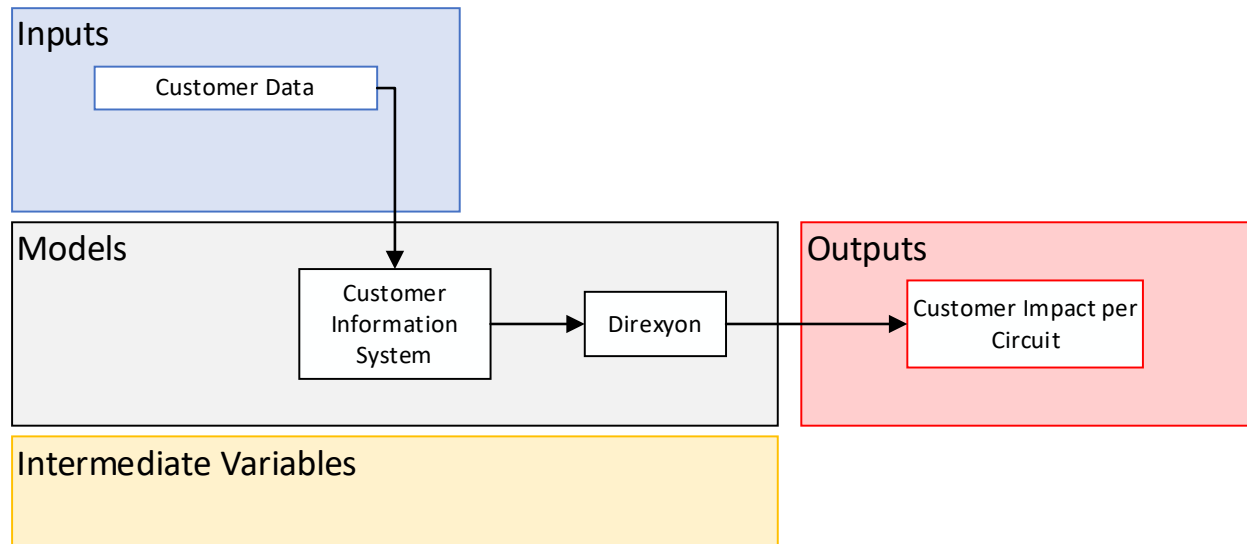 Inputs
Customer Data
Models
Customer
Information
System
Direxyon
Outputs
Customer Impact per
Circuit
Intermediate Variables